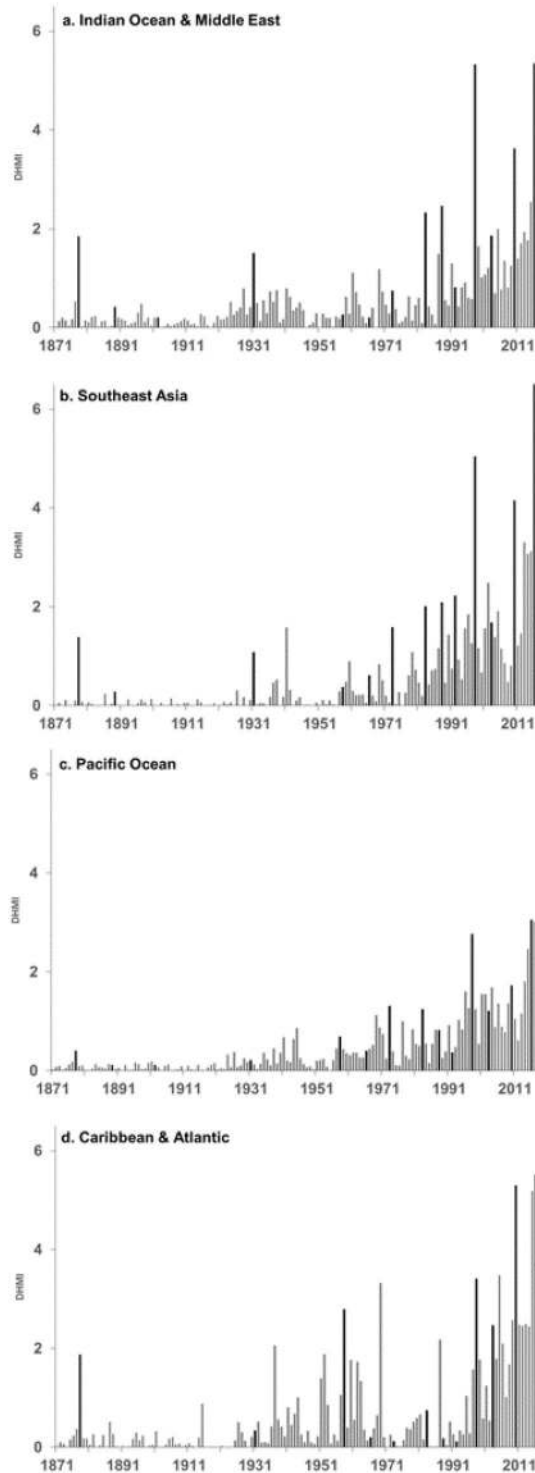 a. Indian Ocean & Middle East
6
4
DHMI
2
0
1871 1891 1911 1931 1951 1971 1991 2011
b. Southeast Asia
6
4
DHMI
2
0
1871 1891 1911 1931 1951 1971 1991 2011
c. Pacific Ocean
6
4
DHMI
2
0
1871 1891 1911 1931 1951 1971 1991 2011
d. Caribbean & Atlantic
6
4
DHMI
2
0
1871 1891 1911 1931 1951 1971 1991 2011